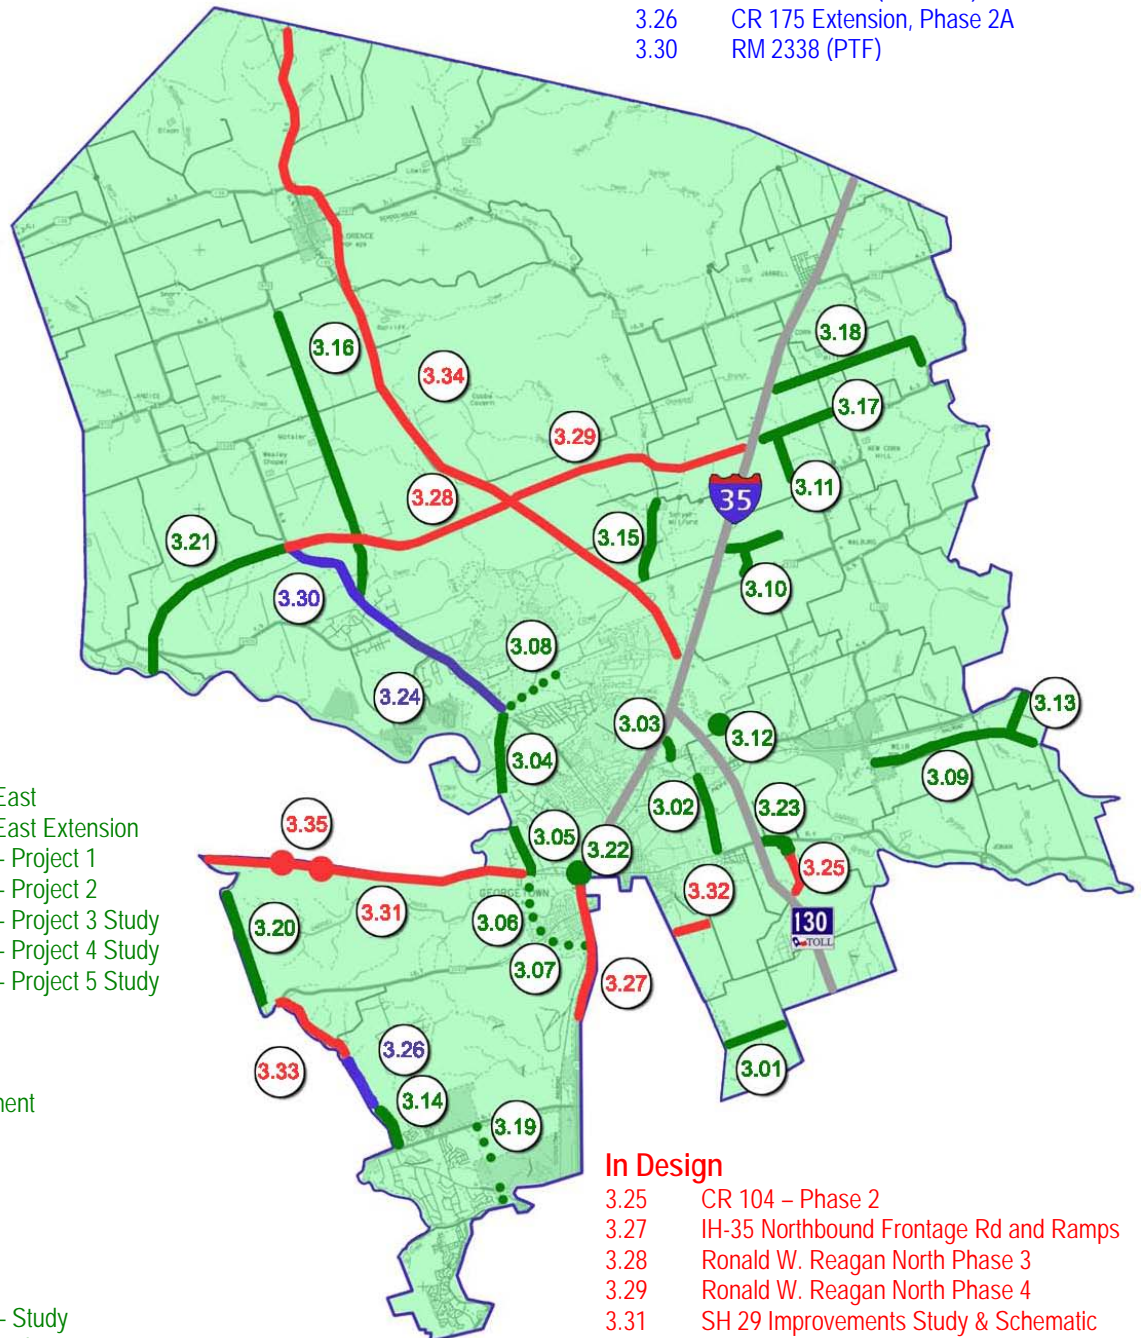 3.26 CR 175 Extension, Phase 2A
3.30 RM 2338 (PTF)
3.16
3.34
3.18
3.17
3.29
3.28
35
3.11
3.21
3.15
3.10
3.30
3.08
3.24
3.03
3.12
3.13
3.04
3.09
3.02
3.23
East
East Extension
- Project 1
- Project 2
- Project 3 Study
- Project 4 Study
- Project 5 Study
3.35
3.05
3.22
3.25
3.32
GEORGETOWN
3.31
3.20
3.06
130
TOLL
3.07
3.27
3.26
3.33
3.01
ment
3.14
3.19
JARRELL
WEIR
WALBURG
NEW CORN HILL
In Design
3.25 CR 104 – Phase 2
3.27 IH-35 Northbound Frontage Rd and Ramps
3.28 Ronald W. Reagan North Phase 3
3.29 Ronald W. Reagan North Phase 4
3.31 SH 29 Improvements Study & Schematic
- Study